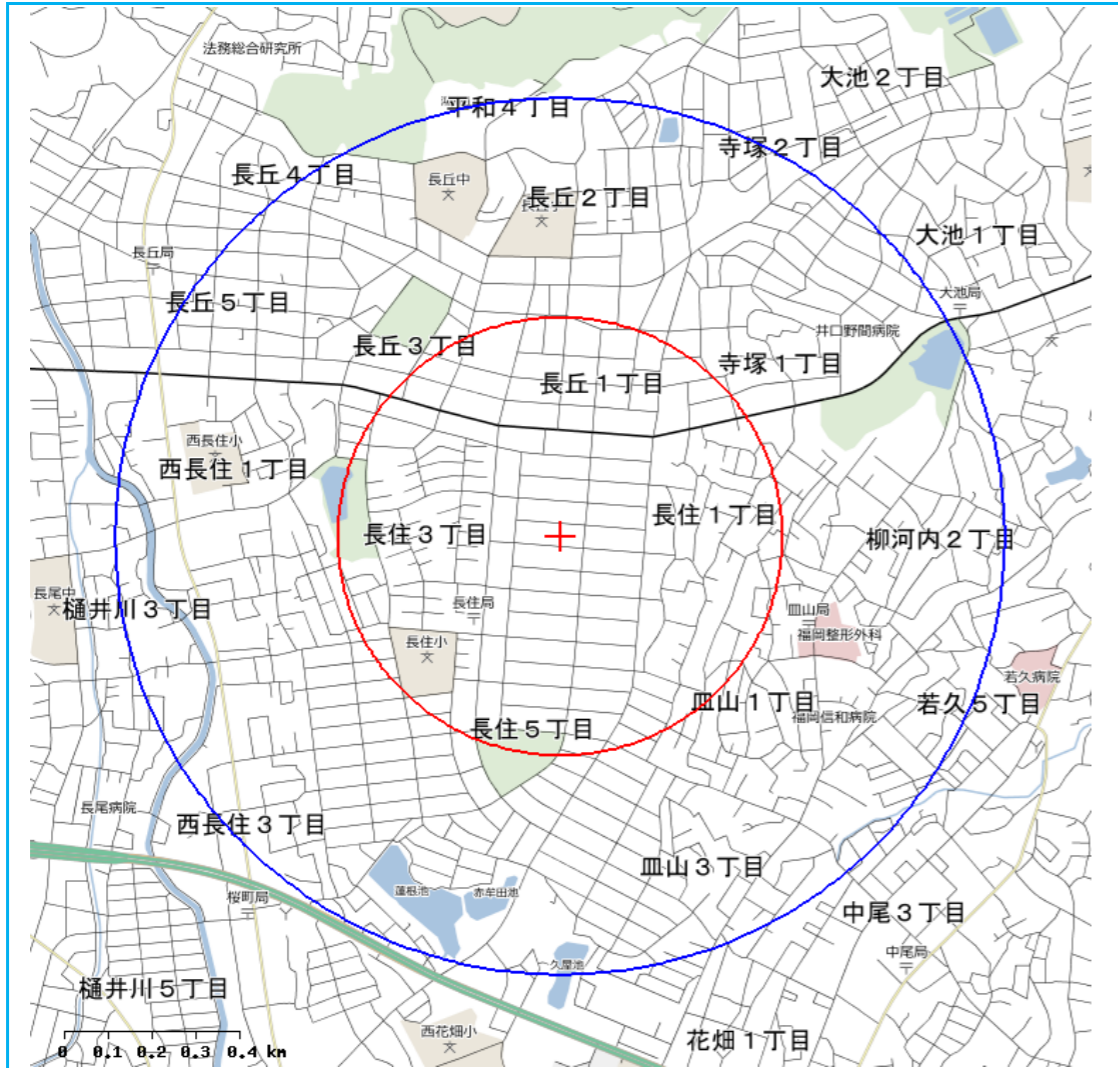 法務総合研究所
大池２丁目
平和４丁目
寺塚２丁目
長丘４丁目
長丘中
長丘２丁目
大池１丁目
長丘局
大池局
長丘５丁目
井口野間病院
長丘３丁目
寺塚１丁目
長丘１丁目
西長住小
西長住１丁目
長住１丁目
長住３丁目
柳河内２丁目
長尾中
樋井川３丁目
長住局
皿山局
福岡整形外科
長住小
若久病院
皿山１丁目
若久５丁目
福岡信和病院
長住５丁目
長尾病院
西長住３丁目
皿山３丁目
蓮根池
赤牟田池
桜町局
中尾３丁目
中尾局
久屋池
樋井川５丁目
西花畑小
花畑１丁目
0 0.1 0.2 0.3 0.4 km